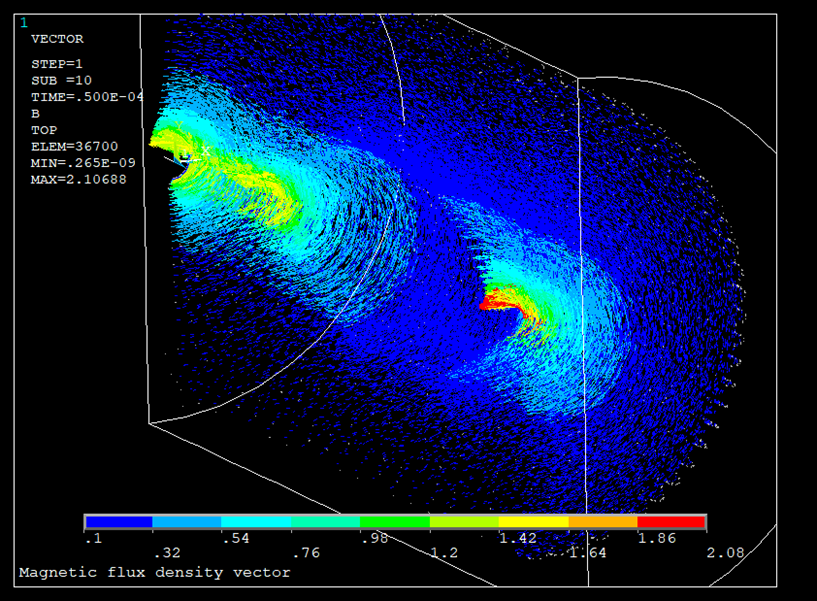 1
VECTOR
STEP=1
SUB =10
TIME=.500E-04
B
TOP
ELEM=36700
MIN=.265E-09
MAX=2.10688
X
.1
.32
.54
.76
.98
1.2
1.42
1.64
1.86
2.08
Magnetic flux density vector